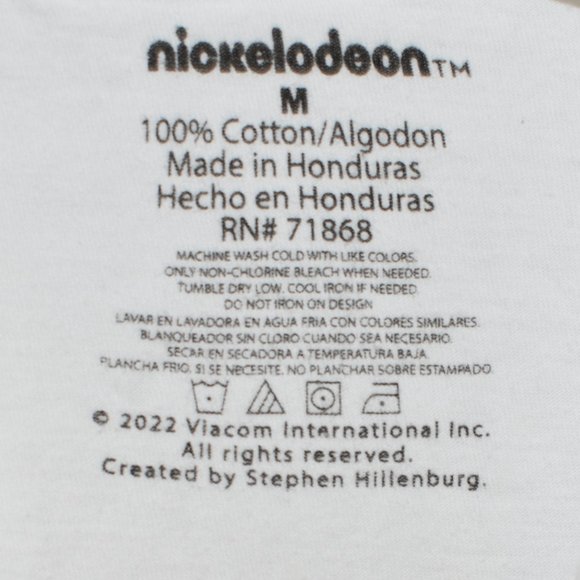 nickelodeon™
M
100% Cotton/Algodon
Made in Honduras
Hecho en Honduras
RN# 71868
MACHINE WASH COLD WITH LIKE COLORS.
ONLY NON-CHLORINE BLEACH WHEN NEEDED.
TUMBLE DRY LOW. COOL IRON IF NEEDED.
DO NOT IRON ON DESIGN
LAVAR EN LAVADORA EN AGUA FRIA CON COLORES SIMILARES.
BLANQUEADOR SIN CLORO CUANDO SEA NECESARIO.
SECAR EN SECADORA A TEMPERATURA BAJA.
PLANCHA FRIO. SI SE NECESITE. NO PLANCHAR SOBRE ESTAMPADO.
© 2022 Viacom International Inc.
All rights reserved.
Created by Stephen Hillenburg.